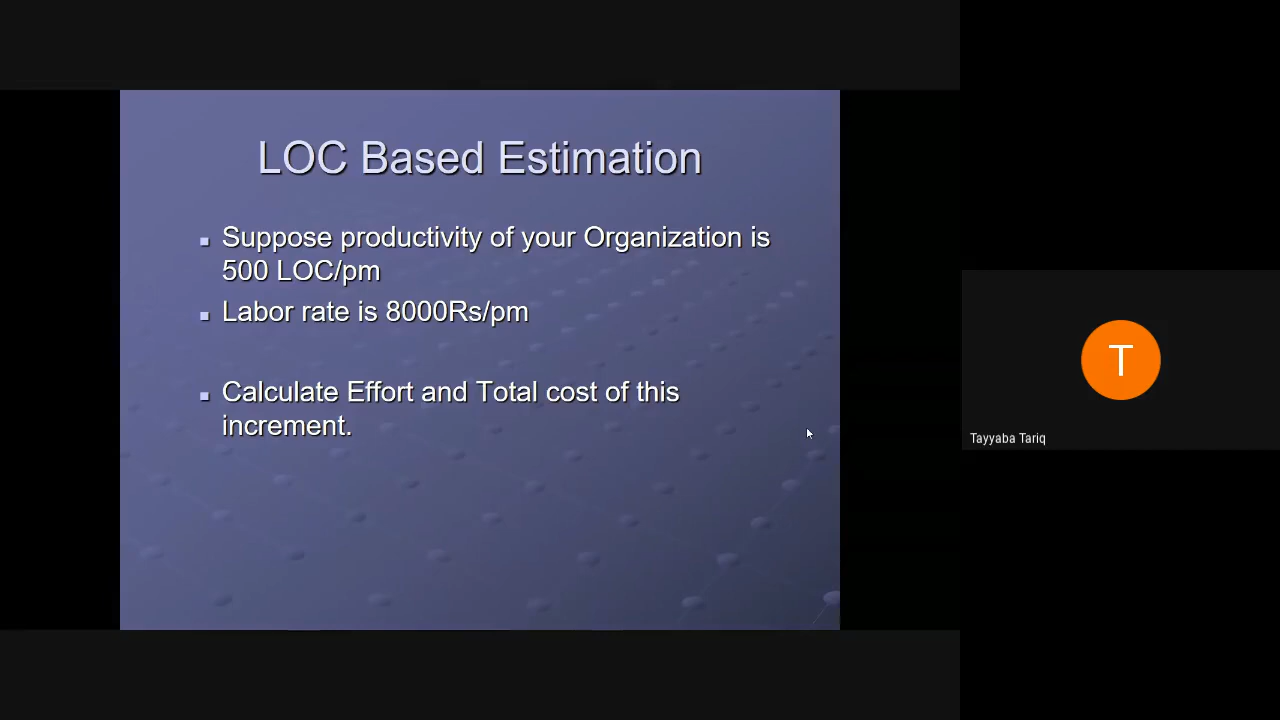 LOC Based Estimation
Suppose productivity of your Organization is
500 LOC/pm
Labor rate is 8000Rs/pm
Calculate Effort and Total cost of this
increment.
T
Tayyaba Tariq